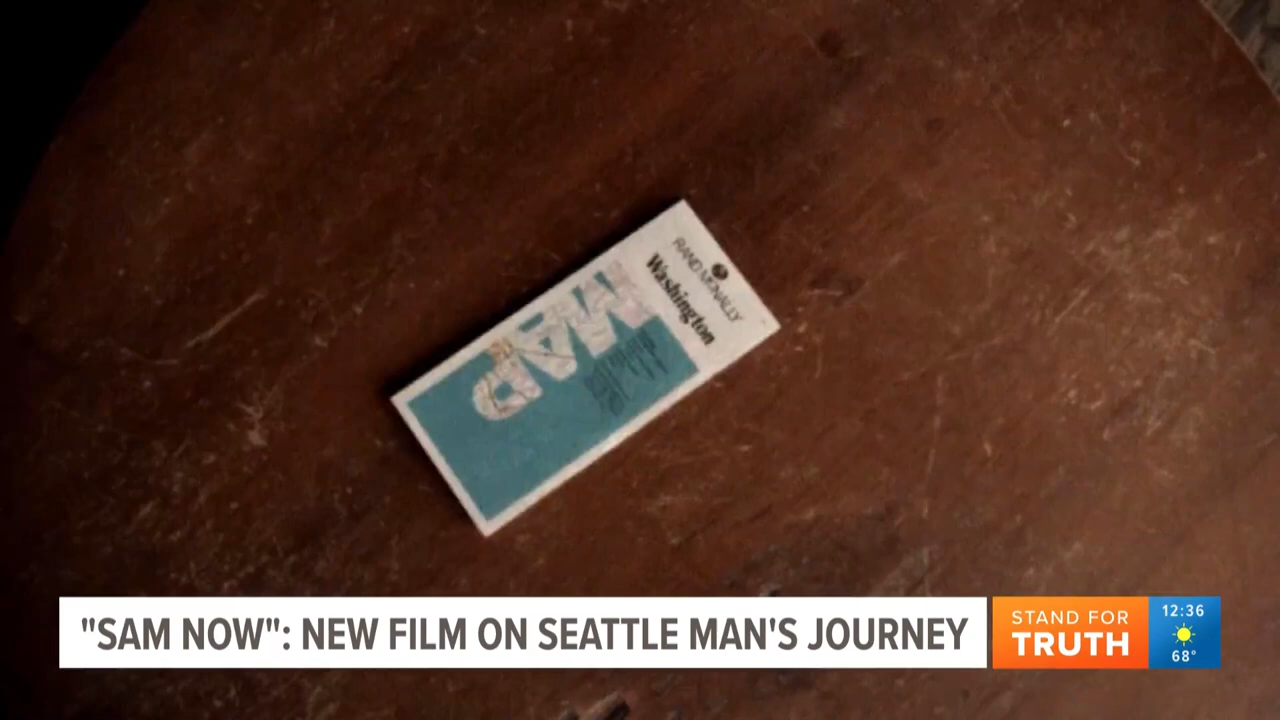 RAND MCNALLY
Washington
MAP
"SAM NOW": NEW FILM ON SEATTLE MAN'S JOURNEY
STAND FOR
TRUTH
12:36
68°